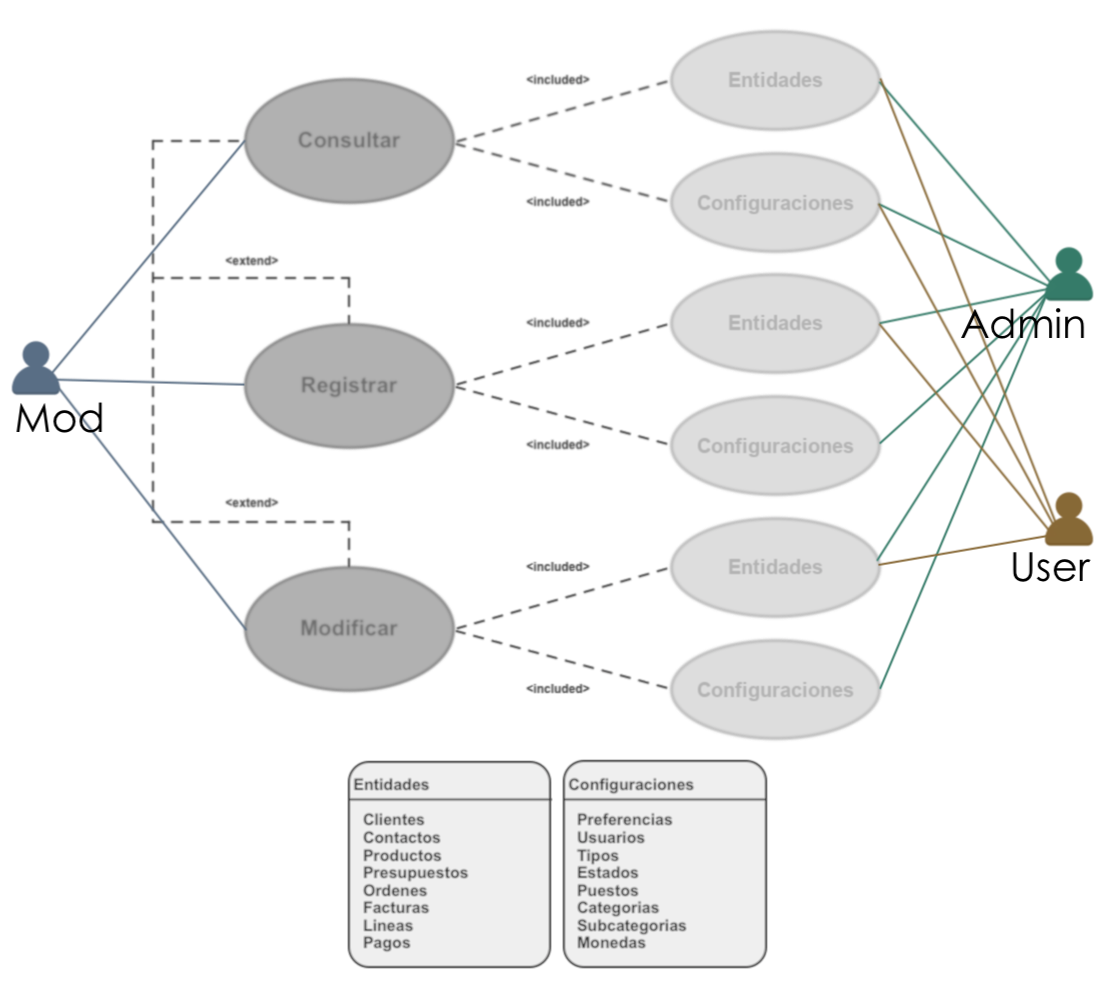 <included>
Entidades
Consultar
<included>
Configuraciones
<extend>
<included>
Entidades
Admin
Registrar
Mod
<included>
Configuraciones
<extend>
<included>
Entidades
User
Modificar
<included>
Configuraciones
Entidades
Clientes
Contactos
Productos
Presupuestos
Ordenes
Facturas
Lineas
Pagos
Configuraciones
Preferencias
Usuarios
Tipos
Estados
Puestos
Categorias
Subcategorias
Monedas